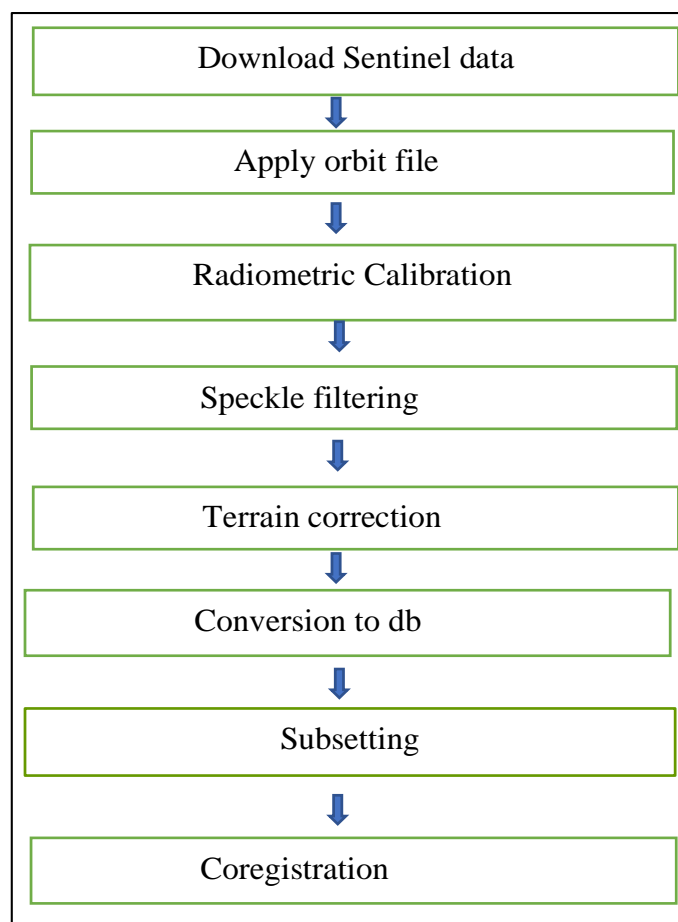 Download Sentinel data
Apply orbit file
Radiometric Calibration
Speckle filtering
Terrain correction
Conversion to db
Subsetting
Coregistration